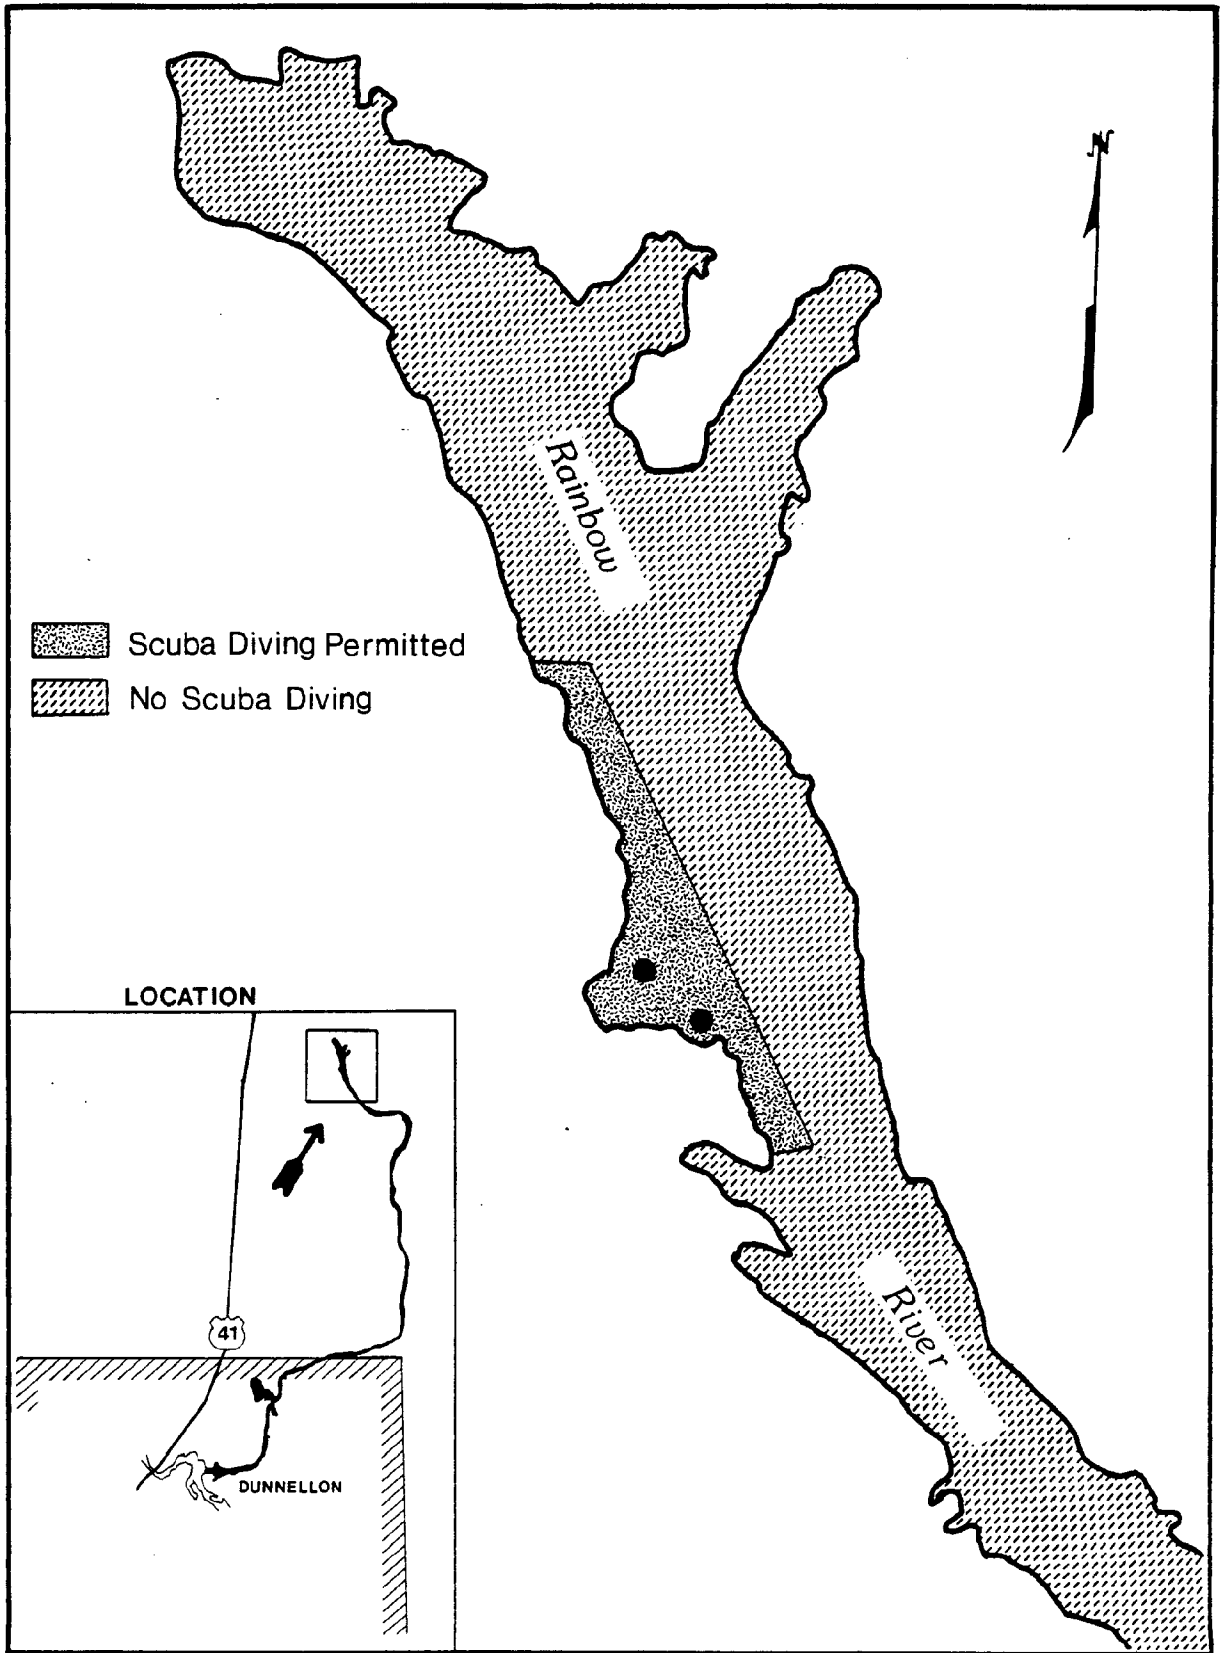 N
Rainbow
Scuba Diving Permitted
No Scuba Diving
LOCATION
41
DUNNELLON
River